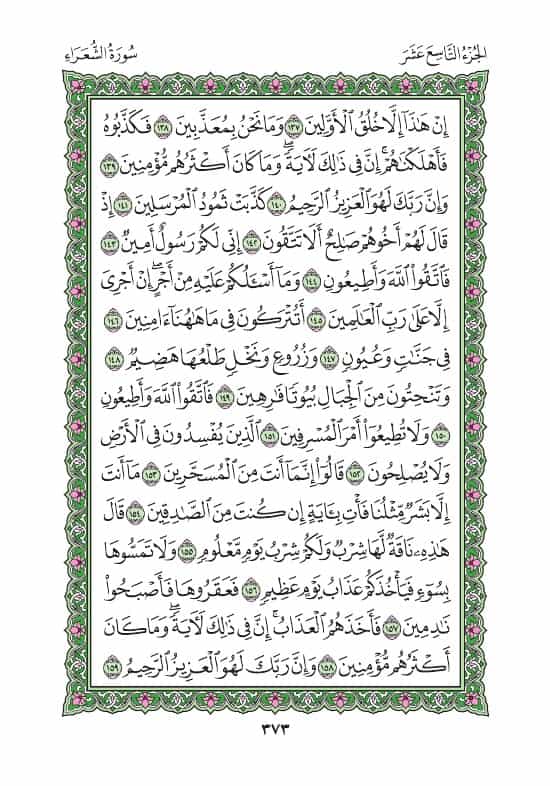 الجُزْءُ التَّاسِعَ عَشَرَ
سُورَةُ الشُّعَرَاءِ
إِنْ هَٰذَآ إِلَّا خُلُقُ ٱلْأَوَّلِينَ ١٣٧ وَمَا نَحْنُ بِمُعَذَّبِينَ ١٣٨ فَكَذَّبُوهُ
فَأَهْلَكْنَٰهُمْۚ إِنَّ فِى ذَٰلِكَ لَءَايَةًۖ وَمَا كَانَ أَكْثَرُهُم مُّؤْمِنِينَ ١٣٩
وَإِنَّ رَبَّكَ لَهُوَ ٱلْعَزِيزُ ٱلرَّحِيمُ ١٤٠ كَذَّبَتْ ثَمُودُ ٱلْمُرْسَلِينَ ١٤١ إِذْ
قَالَ لَهُمْ أَخُوهُمْ صَٰلِحٌ أَلَا تَتَّقُونَ ١٤٢ إِنِّى لَكُمْ رَسُولٌ أَمِينٌ ١٤٣
فَٱتَّقُوا۟ ٱللَّهَ وَأَطِيعُونِ ١٤٤ وَمَآ أَسْـَٔلُكُمْ عَلَيْهِ مِنْ أَجْرٍۖ إِنْ أَجْرِىَ
إِلَّا عَلَىٰ رَبِّ ٱلْعَٰلَمِينَ ١٤٥ أَتُتْرَكُونَ فِى مَا هَٰهُنَآ ءَامِنِينَ ١٤٦
فِى جَنَّٰتٍ وَعُيُونٍ ١٤٧ وَزُرُوعٍ وَنَخْلٍ طَلْعُهَا هَضِيمٌ ١٤٨
وَتَنْحِتُونَ مِنَ ٱلْجِبَالِ بُيُوتًا فَٰرِهِينَ ١٤٩ فَٱتَّقُوا۟ ٱللَّهَ وَأَطِيعُونِ
١٥٠ وَلَا تُطِيعُوٓا۟ أَمْرَ ٱلْمُسْرِفِينَ ١٥١ ٱلَّذِينَ يُفْسِدُونَ فِى ٱلْأَرْضِ
وَلَا يُصْلِحُونَ ١٥٢ قَالُوٓا۟ إِنَّمَآ أَنتَ مِنَ ٱلْمُسَحَّرِينَ ١٥٣ مَآ أَنتَ
إِلَّا بَشَرٌ مِّثْلُنَا فَأْتِ بِـَٔايَةٍ إِن كُنتَ مِنَ ٱلصَّٰدِقِينَ ١٥٤ قَالَ
هَٰذِهِۦ نَاقَةٌ لَّهَا شِرْبٌ وَلَكُمْ شِرْبُ يَوْمٍ مَّعْلُومٍ ١٥٥ وَلَا تَمَسُّوهَا
بِسُوٓءٍ فَيَأْخُذَكُمْ عَذَابُ يَوْمٍ عَظِيمٍ ١٥٦ فَعَقَرُوهَا فَأَصْبَحُوا۟
نَٰدِمِينَ ١٥٧ فَأَخَذَهُمُ ٱلْعَذَابُۚ إِنَّ فِى ذَٰلِكَ لَءَايَةًۖ وَمَا كَانَ
أَكْثَرُهُم مُّؤْمِنِينَ ١٥٨ وَإِنَّ رَبَّكَ لَهُوَ ٱلْعَزِيزُ ٱلرَّحِيمُ ١٥٩
٣٧٣